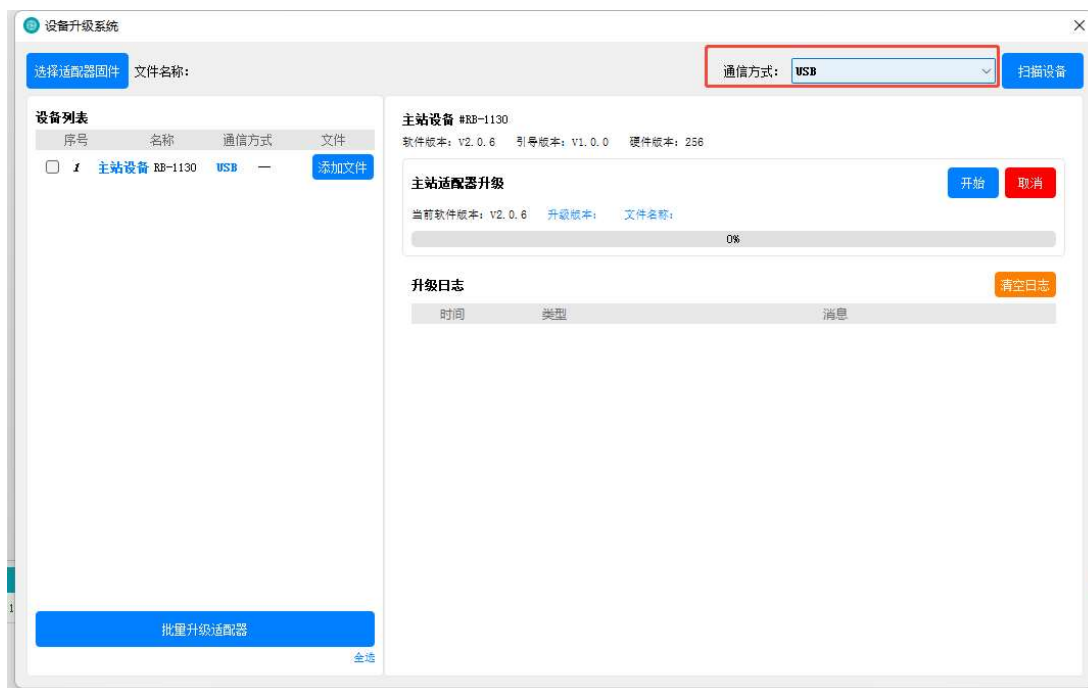 设备升级系统
选择适配器固件 文件名称: 通信方式: USB 扫描设备
设备列表
序号 名称 通信方式 文件
1 主站设备 RB-1130 USB — 添加文件
批里升级适配器
全选
主站设备 #RB-1130
软件版本: V2.0.6 引导版本: V1.0.0 硬件版本: 256
主站适配器升级 开始 取消
当前软件版本: V2.0.6 升级版本: 文件名称:
0%
升级日志 清空日志
时间 类型 消息
1